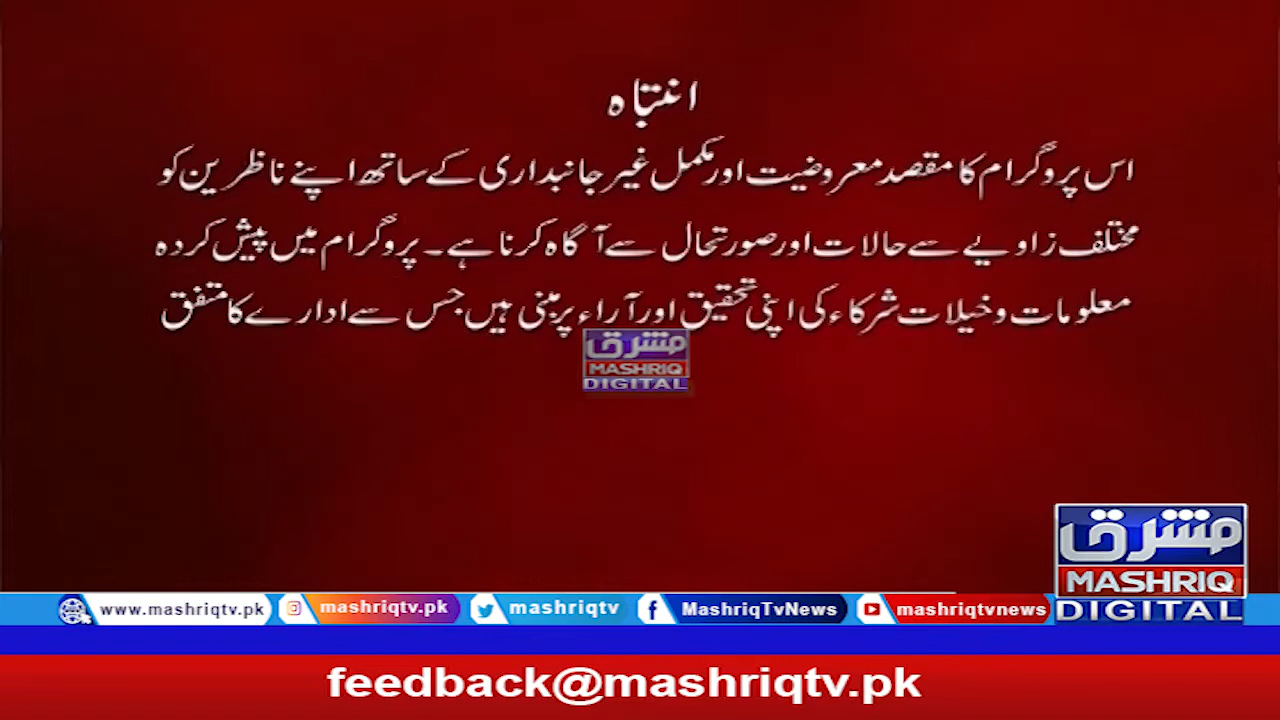 انتباہ
اس پروگرام کا مقصد معروضیت اور مکمل غیر جانبداری کے ساتھ اپنے ناظرین کو
مختلف زاویے سے حالات اور صورتحال سے آگاہ کرنا ہے۔ پروگرام میں پیش کردہ
معلومات و خیلات شرکاء کی اپنی تحقیق اور آراء پر مبنی ہیں جس سے ادارے کا متفق
مشرق
MASHRIQ
DIGITAL
مشرق
MASHRIQ
DIGITAL
www.mashriqtv.pk mashriqtv.pk mashriqtv MashriqTvNews mashriqtvnews
feedback@mashriqtv.pk